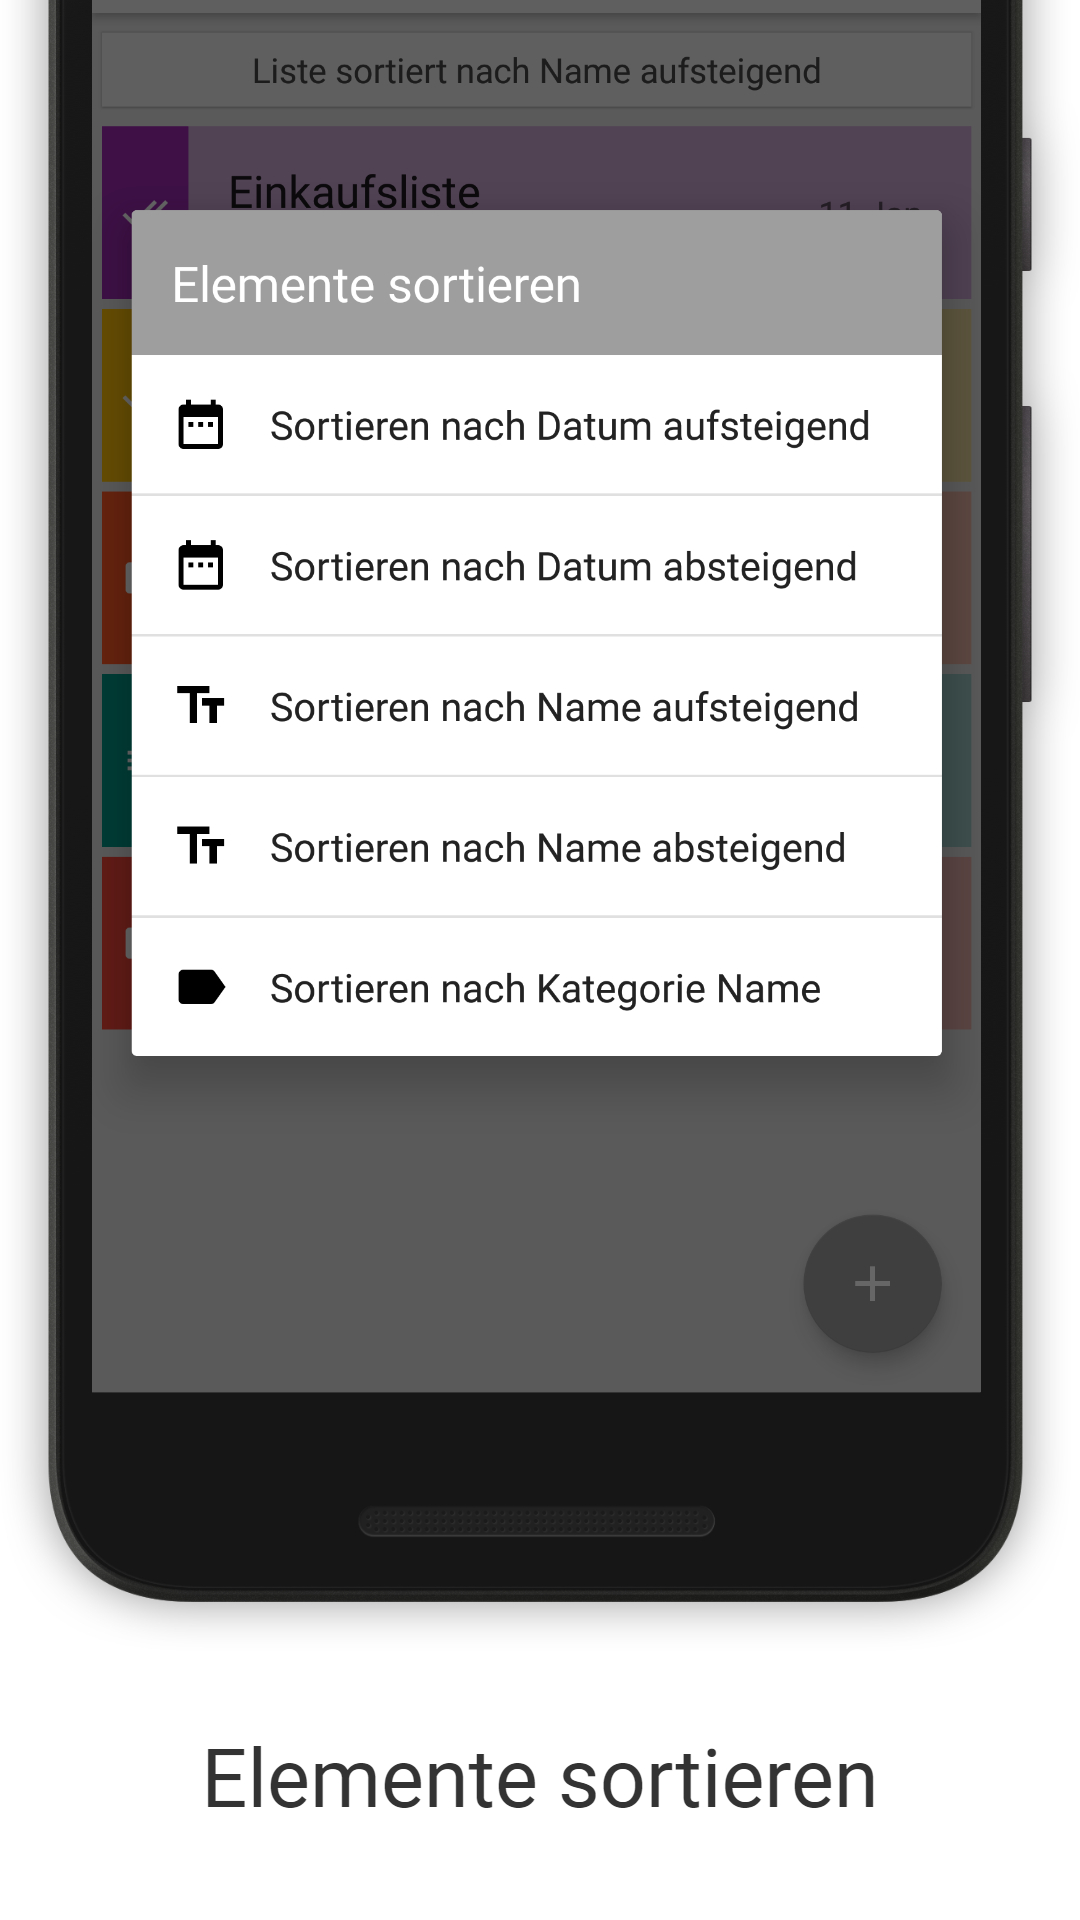 Liste sortiert nach Name aufsteigend
Einkaufsliste
Elemente sortieren
Sortieren nach Datum aufsteigend
Sortieren nach Datum absteigend
Sortieren nach Name aufsteigend
Sortieren nach Name absteigend
Sortieren nach Kategorie Name
Elemente sortieren